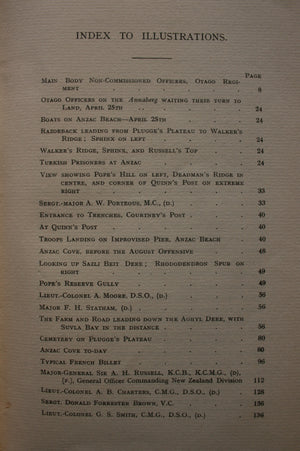 INDEX TO ILLUSTRATIONS.
PAGE
Main Body Non-Commissioned Officers, Otago Regi-
ment . . . . . . 8
Otago Officers on the Annaberg waiting their turn to
Land, April 25th . . . . 24
Boats on Anzac Beach—April 25th . . . 24
Razorback leading from Plugge's Plateau to Walker's
Ridge; Sphinx on left . . . . 24
Walker's Ridge, Sphinx, and Russell's Top . . 24
Turkish Prisoners at Anzac . . . 24
View showing Pope's Hill on left, Deadman's Ridge in
centre, and corner of Quinn's Post on extreme
right . . . . . . 33
Sergt.-major A. W. Porteous, M.C., (D.) . . 33
Entrance to Trenches, Courtney's Post . . 40
At Quinn's Post . . . . . 40
Troops Landing on Improvised Pier, Anzac Beach . 40
Anzac Cove, before the August Offensive . . 48
Looking up Sazli Beit Dere; Rhododendron Spur on
right . . . . . . 49
Pope's Reserve Gully . . . . 49
Lieut.-Colonel A. Moore, D.S.O., (D.) . . 56
Major F. H. Statham, (D.) . . . . 56
The Farm and Road leading down the Aghyl Dere, with
Suvla Bay in the distance . . . 56
Cemetery on Plugge's Plateau . . . 80
Anzac Cove to-day . . . . 80
Typical French Billet . . . . 96
Major-General Sir A. H. Russell, K.C.B., K.C.M.G., (D.)
(F.), General Officer Commanding New Zealand Division 112
Lieut.-Colonel A. B. Charters, C.M.G., D.S.O., (D.) . 128
Sergt. Donald Forrester Brown, V.C. . . 136
Lieut.-Colonel G. S. Smith, C.M.G., D.S.O., (D.) . 136